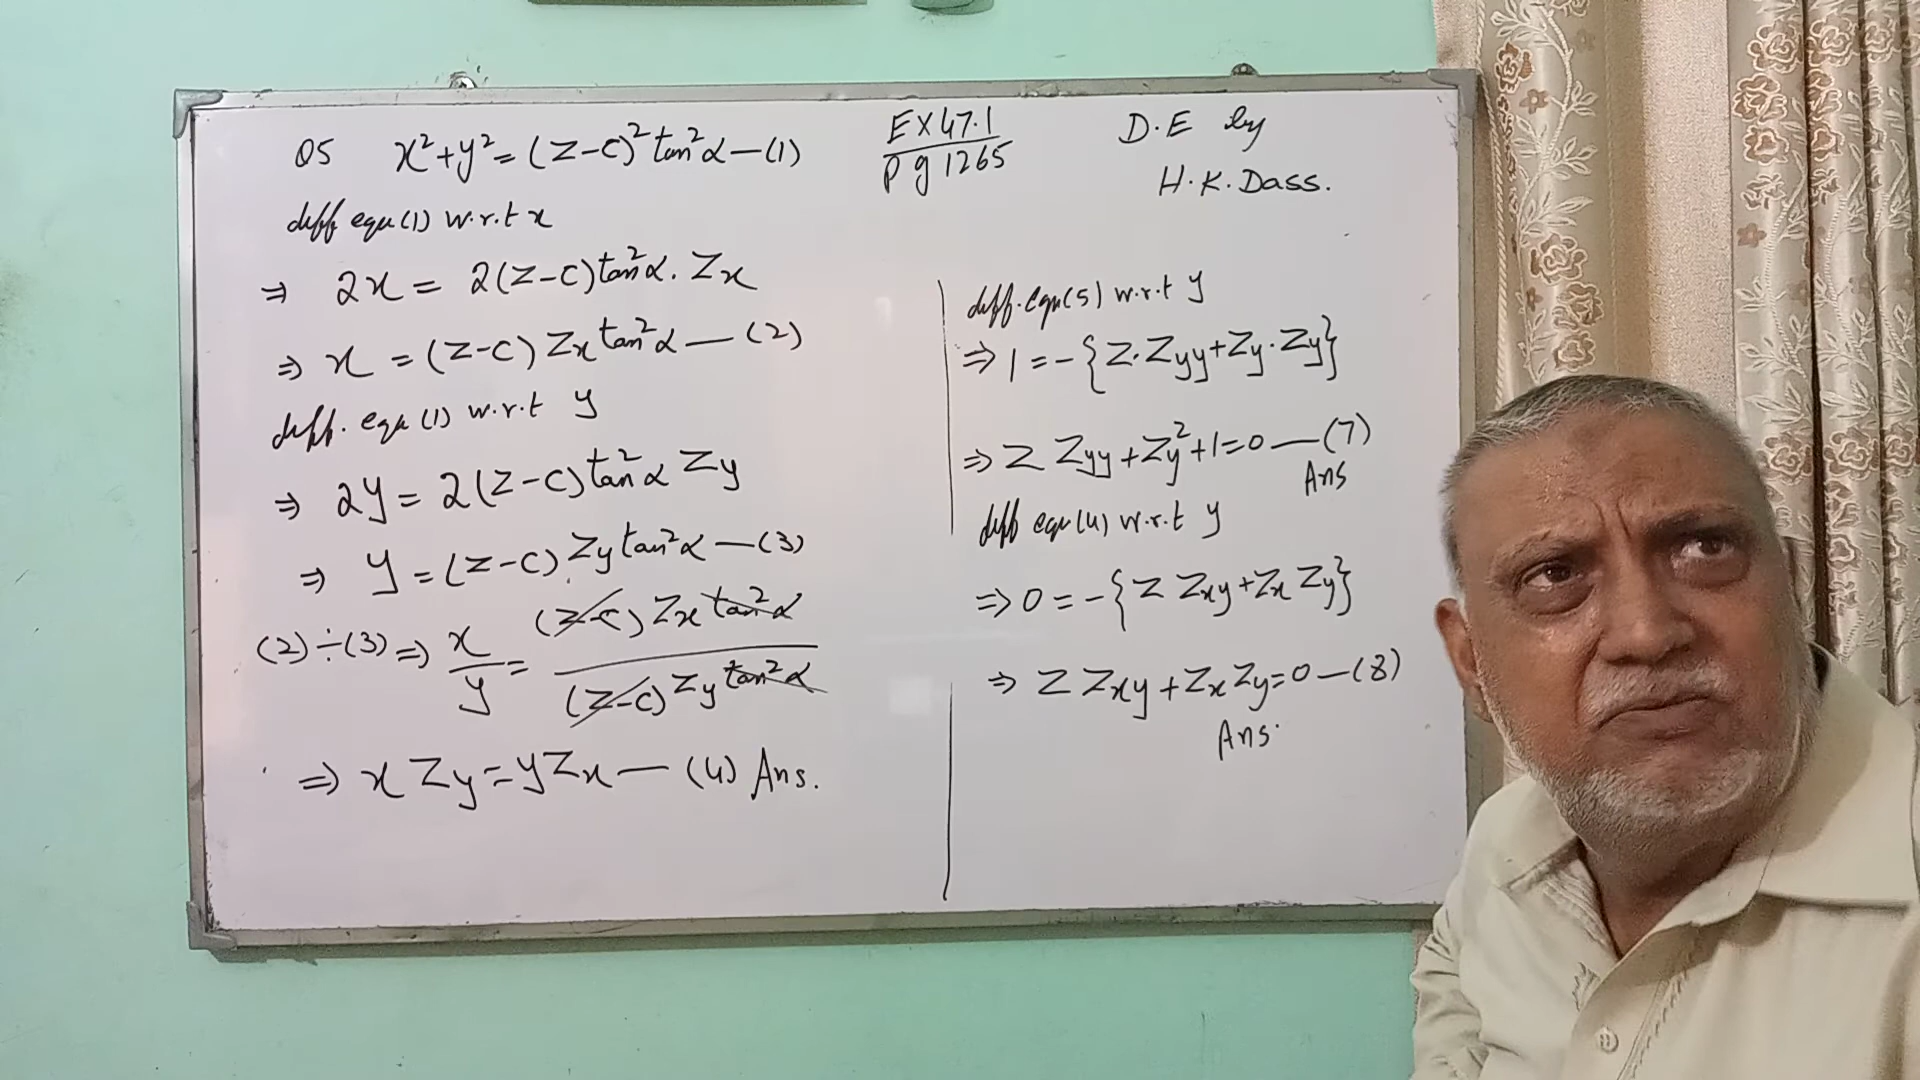 Q5 x²+y²=(z-c)²tan²α—(1)
EX 47.1
Pg 1265
D.E by
H.K.Dass.
diff equ(1) w.r.t x
⇒ 2x = 2(z-c)tan²α. Zx
⇒ x = (z-c) Zx tan²α — (2)
diff. equ (1) w.r.t y
⇒ 2y = 2(z-c)tan²α Zy
⇒ y = (z-c) Zy tan²α — (3)
(2)÷(3)⇒ x/y = (z-c) Zx tan²α / (z-c) Zy tan²α
⇒ x Zy = y Zx — (4) Ans.
diff. equ(5) w.r.t y
⇒ 1 = -{Z.Zyy+Zy.Zy}
⇒ Z Zyy + Zy² + 1 = 0 —(7)
Ans
diff equ(4) w.r.t y
⇒ 0 = -{Z Zxy + Zx Zy}
⇒ Z Zxy + Zx Zy = 0 —(8)
Ans.